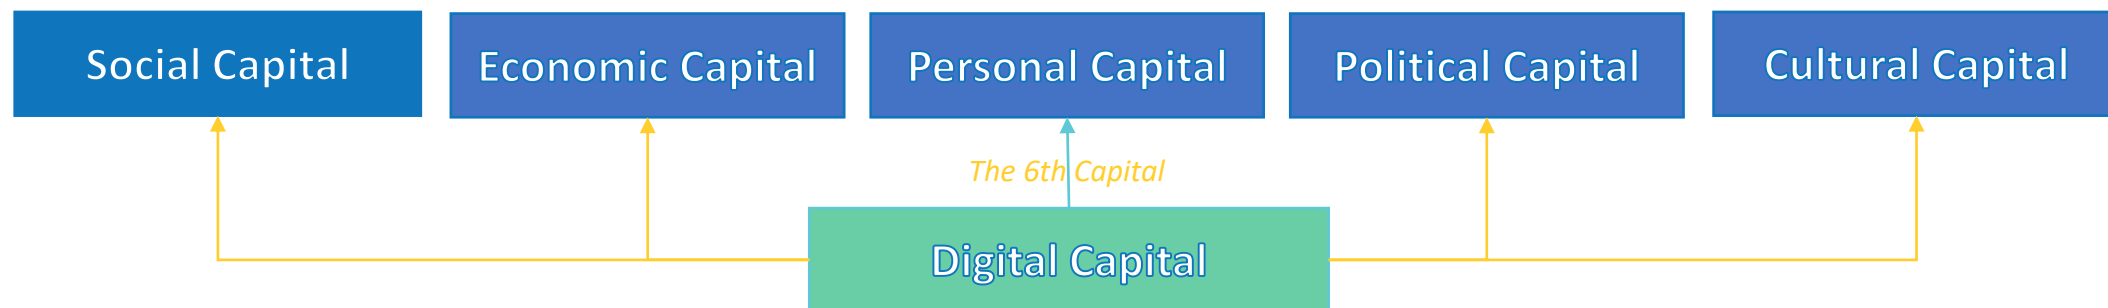 Social Capital
Economic Capital
Personal Capital
Political Capital
Cultural Capital
The 6th Capital
Digital Capital